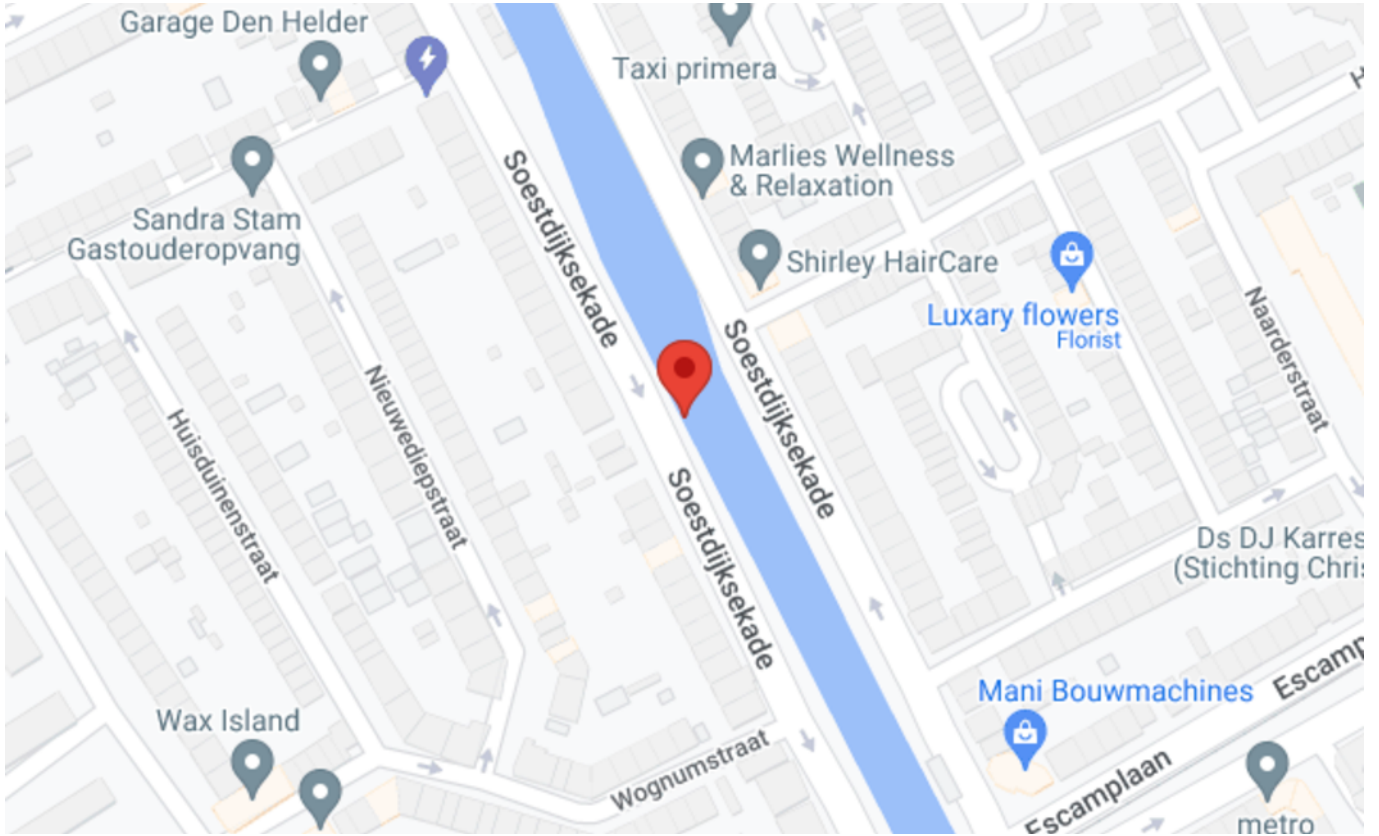 Garage Den Helder
Taxi primera
Marlies Wellness
& Relaxation
Sandra Stam
Gastouderopvang
Soestdijksekade
Shirley HairCare
Luxary flowers
Florist
Naarderstraat
Soestdijksekade
Nieuwediepstraat
Huisduinenstraat
Soestdijksekade
Ds DJ Karres
(Stichting Chris
Escamp
Mani Bouwmachines
Wax Island
Wognumstraat
Escamplaan
metro